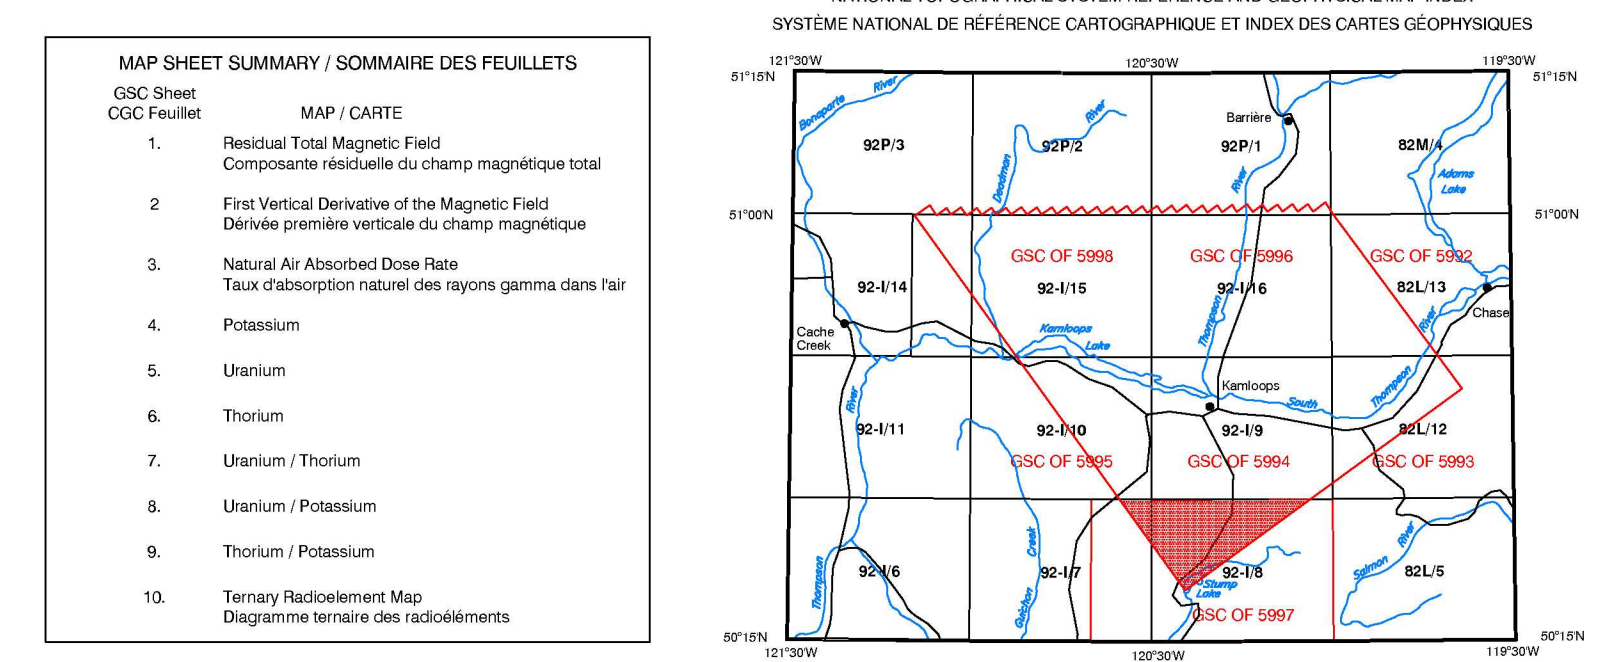 MAP SHEET SUMMARY / SOMMAIRE DES FEUILLETS
GSC Sheet
CGC Feuillet MAP / CARTE
1. Residual Total Magnetic Field
Composante résiduelle du champ magnétique total
2 First Vertical Derivative of the Magnetic Field
Dérivée première verticale du champ magnétique
3. Natural Air Absorbed Dose Rate
Taux d'absorption naturel des rayons gamma dans l'air
4. Potassium
5. Uranium
6. Thorium
7. Uranium / Thorium
8. Uranium / Potassium
9. Thorium / Potassium
10. Ternary Radioelement Map
Diagramme ternaire des radioéléments
NATIONAL TOPOGRAPHICAL SYSTEM REFERENCE AND GEOPHYSICAL MAP INDEX
SYSTÈME NATIONAL DE RÉFÉRENCE CARTOGRAPHIQUE ET INDEX DES CARTES GÉOPHYSIQUES
121°30'W 120°30'W 119°30'W
51°15'N 51°15'N
Bonaparte River
River
Barrière
92P/3 92P/2 92P/1 82M/4
Deadman
River
Adams
Lake
51°00'N 51°00'N
GSC OF 5998 GSC OF 5996 GSC OF 5992
92-I/14 92-I/15 92-I/16 82L/13
Thompson
River
Chase
Cache
Creek
Kamloops
Lake
Kamloops
South
Thompson
River
92-I/11 92-I/10 92-I/9 82L/12
GSC OF 5995 GSC OF 5994 GSC OF 5993
Thompson
Guichon
Creek
Salmon
River
92-I/6 92-I/7 92-I/8 82L/5
Stump
Lake
GSC OF 5997
50°15'N 50°15'N
121°30'W 120°30'W 119°30'W